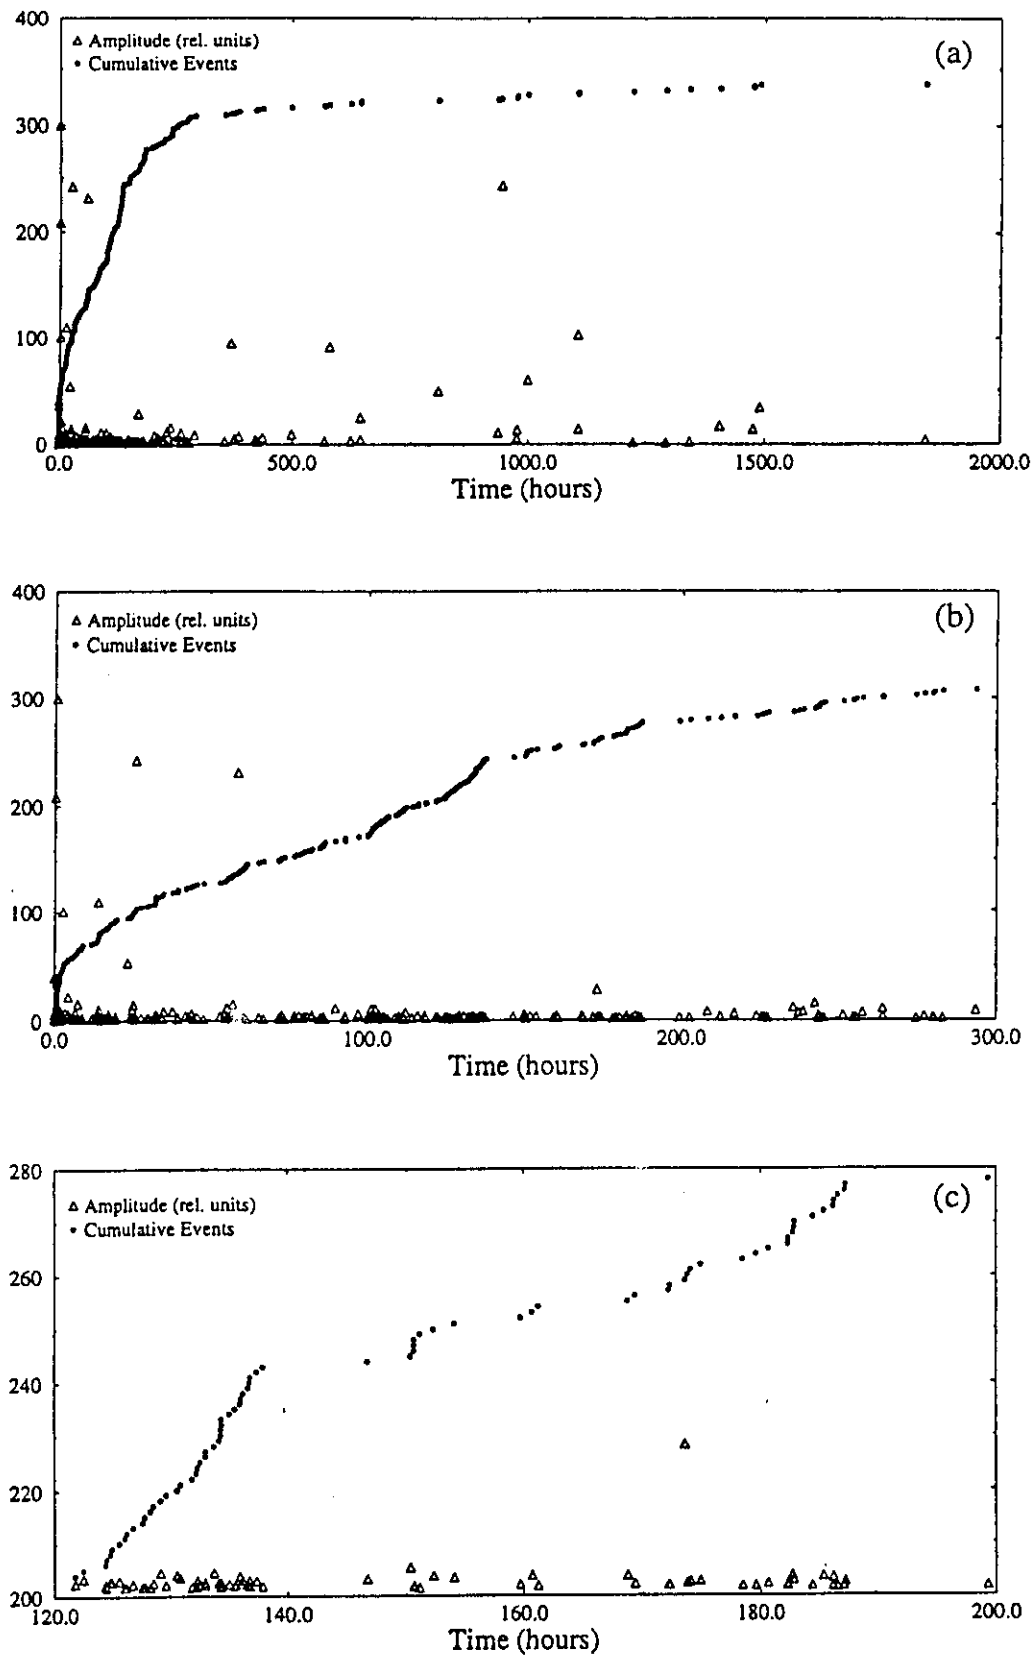 400
△ Amplitude (rel. units)
• Cumulative Events
(a)
300
200
100
0
0.0 500.0 1000.0 1500.0 2000.0
Time (hours)
400
△ Amplitude (rel. units)
• Cumulative Events
(b)
300
200
100
0
0.0 100.0 200.0 300.0
Time (hours)
280
△ Amplitude (rel. units)
• Cumulative Events
(c)
260
240
220
200
120.0 140.0 160.0 180.0 200.0
Time (hours)